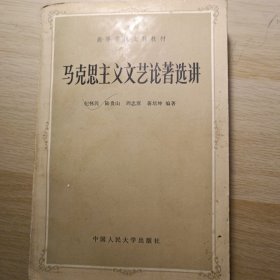 高等学校文科教材
马克思主义文艺论著选讲
纪怀民 陆贵山 周忠厚 蒋培坤 编著
中国人民大学出版社